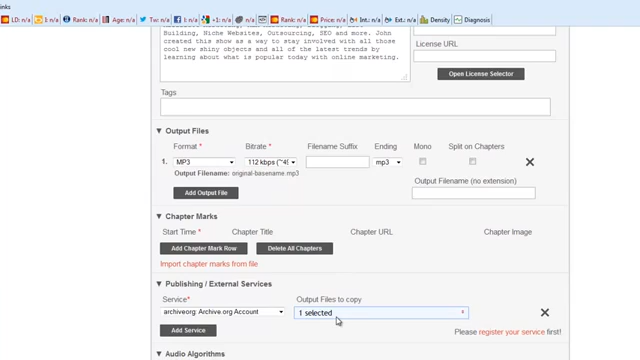 inks
LD: n/a 1: n/a Rank: n/a Age: n/a Tw: n/a l: n/a +1: n/a Rank: n/a Price: n/a Int: n/a Ext: n/a Density Diagnosis
Building, Niche Websites, Outsourcing, SEO and more. John
created this show as a way to stay involved with all those
cool new shiny objects and all of the latest trends by
learning about what is popular today with online marketing.
License URL
Open License Selector
Tags
Output Files
Format * Bitrate * Filename Suffix Ending Mono Split on Chapters
1. MP3 112 kbps (~49 mp3
Output Filename: original-basename.mp3
Output Filename (no extension)
Add Output File
Chapter Marks
Start Time * Chapter Title Chapter URL Chapter Image
Add Chapter Mark Row Delete All Chapters
Import chapter marks from file
Publishing / External Services
Service* Output Files to copy
archiveorg: Archive.org Account 1 selected
Add Service
Please register your service first!
Audio Algorithms